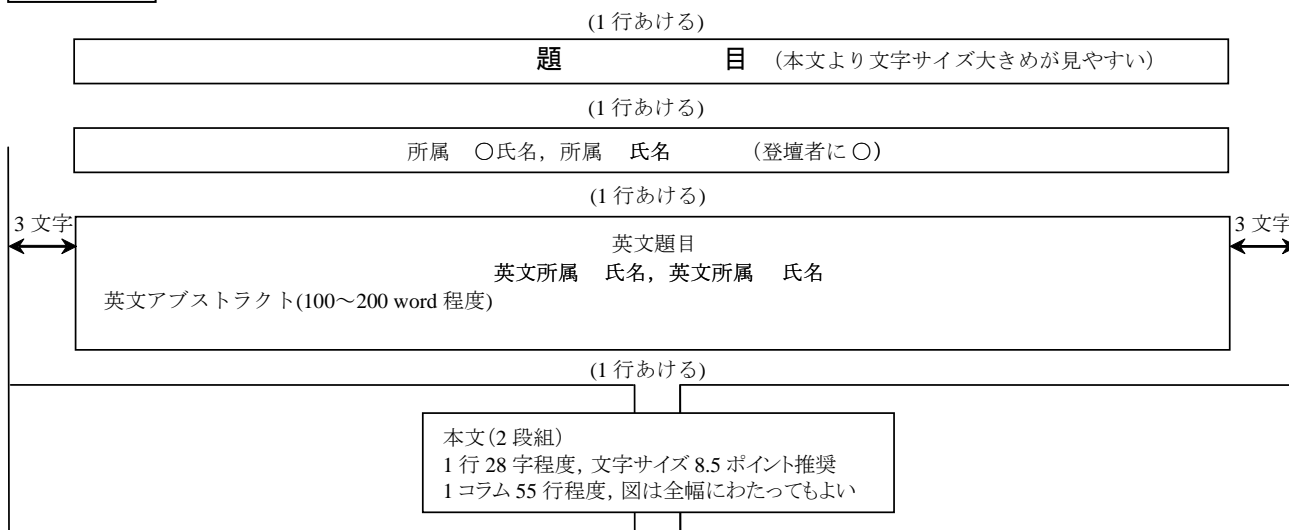 (1 行あける)
題 目 (本文より文字サイズ大きめが見やすい)
(1 行あける)
所属 ○氏名, 所属 氏名 (登壇者に ○)
(1 行あける)
3 文字
3 文字
英文題目
英文所属 氏名, 英文所属 氏名
英文アブストラクト(100~200 word 程度)
(1 行あける)
本文(2 段組)
1 行 28 字程度, 文字サイズ 8.5 ポイント推奨
1 コラム 55 行程度, 図は全幅にわたってもよい